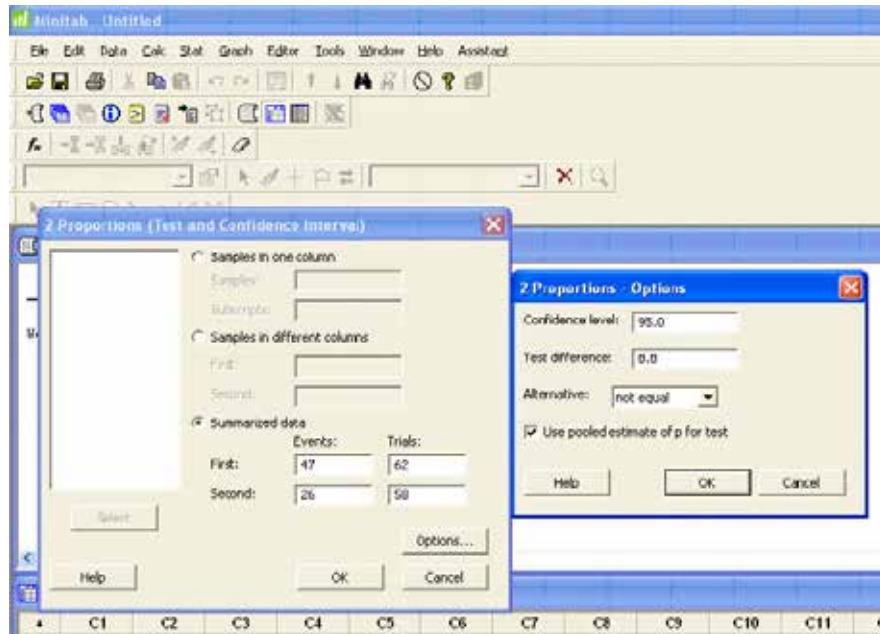 Minitab - Untitled
File Edit Data Calc Stat Graph Editor Tools Window Help Assistant
2 Proportions (Test and Confidence Interval)
Samples in one column
Samples:
Subscripts:
Samples in different columns
First:
Second:
Summarized data
Events: Trials:
First: 47 62
Second: 26 58
Select
Options...
Help OK Cancel
2 Proportions - Options
Confidence level: 95.0
Test difference: 0.0
Alternative: not equal
Use pooled estimate of p for test
Help OK Cancel
C1 C2 C3 C4 C5 C6 C7 C8 C9 C10 C11